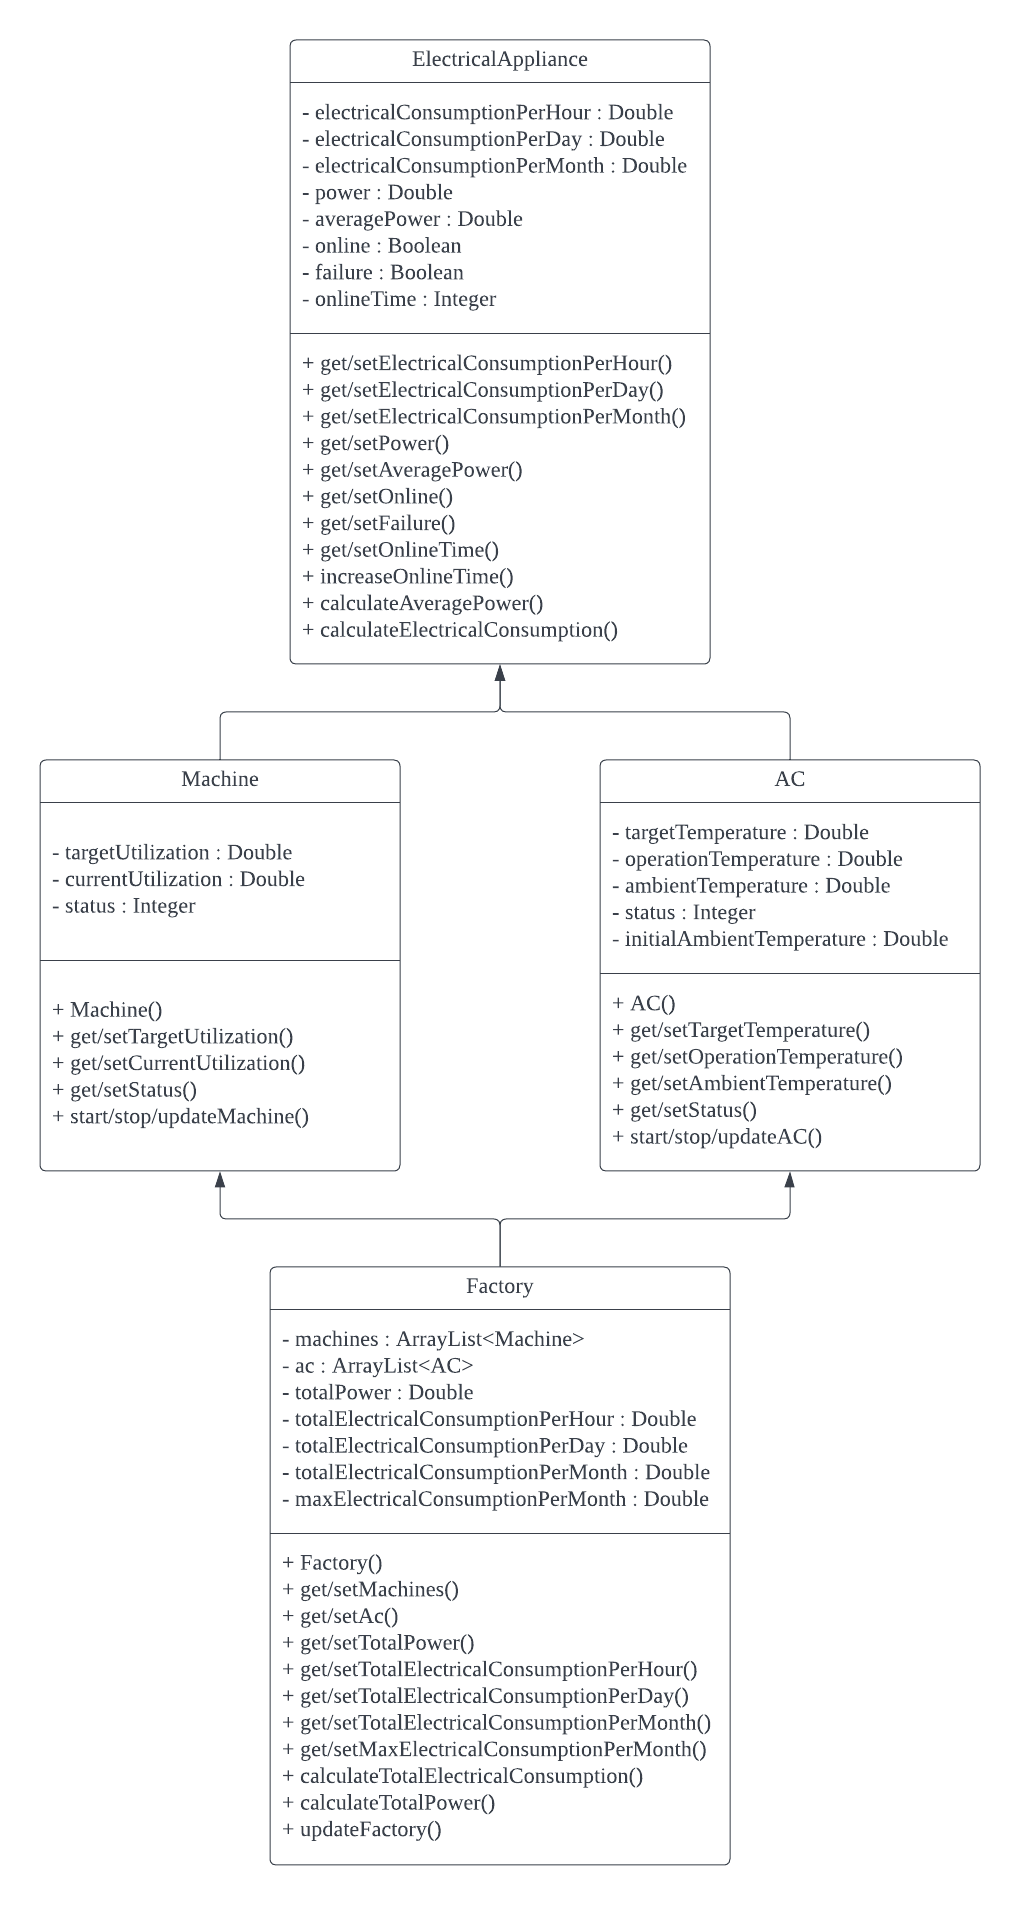 ElectricalAppliance
- electricalConsumptionPerHour : Double
- electricalConsumptionPerDay : Double
- electricalConsumptionPerMonth : Double
- power : Double
- averagePower : Double
- online : Boolean
- failure : Boolean
- onlineTime : Integer
+ get/setElectricalConsumptionPerHour()
+ get/setElectricalConsumptionPerDay()
+ get/setElectricalConsumptionPerMonth()
+ get/setPower()
+ get/setAveragePower()
+ get/setOnline()
+ get/setFailure()
+ get/setOnlineTime()
+ increaseOnlineTime()
+ calculateAveragePower()
+ calculateElectricalConsumption()
Machine
- targetUtilization : Double
- currentUtilization : Double
- status : Integer
+ Machine()
+ get/setTargetUtilization()
+ get/setCurrentUtilization()
+ get/setStatus()
+ start/stop/updateMachine()
AC
- targetTemperature : Double
- operationTemperature : Double
- ambientTemperature : Double
- status : Integer
- initialAmbientTemperature : Double
+ AC()
+ get/setTargetTemperature()
+ get/setOperationTemperature()
+ get/setAmbientTemperature()
+ get/setStatus()
+ start/stop/updateAC()
Factory
- machines : ArrayList<Machine>
- ac : ArrayList<AC>
- totalPower : Double
- totalElectricalConsumptionPerHour : Double
- totalElectricalConsumptionPerDay : Double
- totalElectricalConsumptionPerMonth : Double
- maxElectricalConsumptionPerMonth : Double
+ Factory()
+ get/setMachines()
+ get/setAc()
+ get/setTotalPower()
+ get/setTotalElectricalConsumptionPerHour()
+ get/setTotalElectricalConsumptionPerDay()
+ get/setTotalElectricalConsumptionPerMonth()
+ get/setMaxElectricalConsumptionPerMonth()
+ calculateTotalElectricalConsumption()
+ calculateTotalPower()
+ updateFactory()